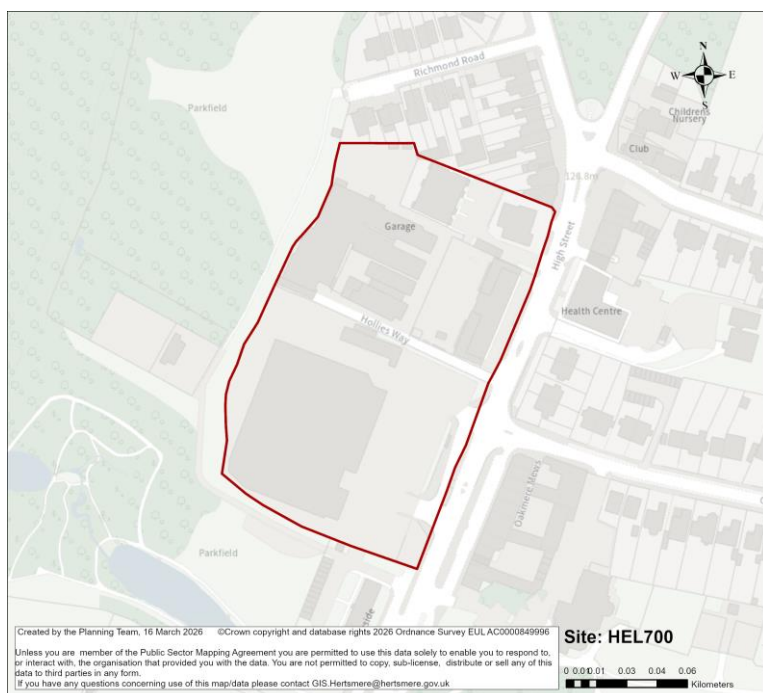 Richmond Road
Parkfield
N
W
E
S
Childrens
Nursery
Club
126.8m
Garage
High Street
Health Centre
Hollies Way
Oakmere Mews
Parkfield
Created by the Planning Team, 16 March 2026 ©Crown copyright and database rights 2026 Ordnance Survey EUL AC0000849996
Unless you are member of the Public Sector Mapping Agreement you are permitted to use this data solely to enable you to respond to,
or interact with, the organisation that provided you with the data. You are not permitted to copy, sub-license, distribute or sell any of this
data to third parties in any form.
If you have any questions concerning use of this map/data please contact GIS.Hertsmere@hertsmere.gov.uk
Site: HEL700
0 0.01 0.02 0.03 0.04 0.06
Kilometers